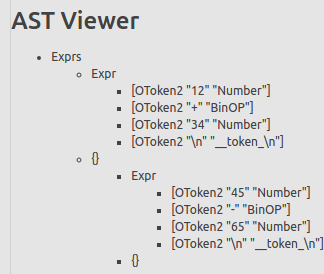 AST Viewer
Exprs
Expr
[OToken2 "12" "Number"]
[OToken2 "+" "BinOP"]
[OToken2 "34" "Number"]
[OToken2 "\n" "__token_\n"]
{}
Expr
[OToken2 "45" "Number"]
[OToken2 "-" "BinOP"]
[OToken2 "65" "Number"]
[OToken2 "\n" "__token_\n"]
{}